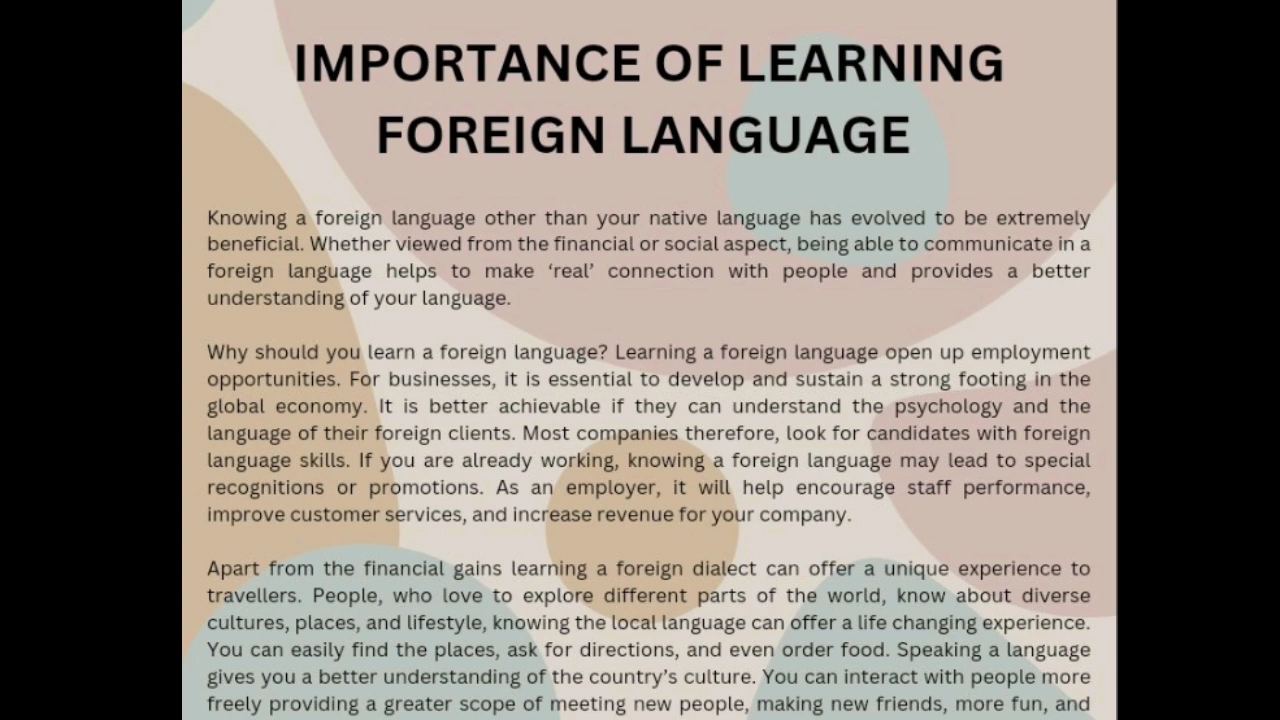 IMPORTANCE OF LEARNING
FOREIGN LANGUAGE
Knowing a foreign language other than your native language has evolved to be extremely
beneficial. Whether viewed from the financial or social aspect, being able to communicate in a
foreign language helps to make ‘real’ connection with people and provides a better
understanding of your language.
Why should you learn a foreign language? Learning a foreign language open up employment
opportunities. For businesses, it is essential to develop and sustain a strong footing in the
global economy. It is better achievable if they can understand the psychology and the
language of their foreign clients. Most companies therefore, look for candidates with foreign
language skills. If you are already working, knowing a foreign language may lead to special
recognitions or promotions. As an employer, it will help encourage staff performance,
improve customer services, and increase revenue for your company.
Apart from the financial gains learning a foreign dialect can offer a unique experience to
travellers. People, who love to explore different parts of the world, know about diverse
cultures, places, and lifestyle, knowing the local language can offer a life changing experience.
You can easily find the places, ask for directions, and even order food. Speaking a language
gives you a better understanding of the country’s culture. You can interact with people more
freely providing a greater scope of meeting new people, making new friends, more fun, and